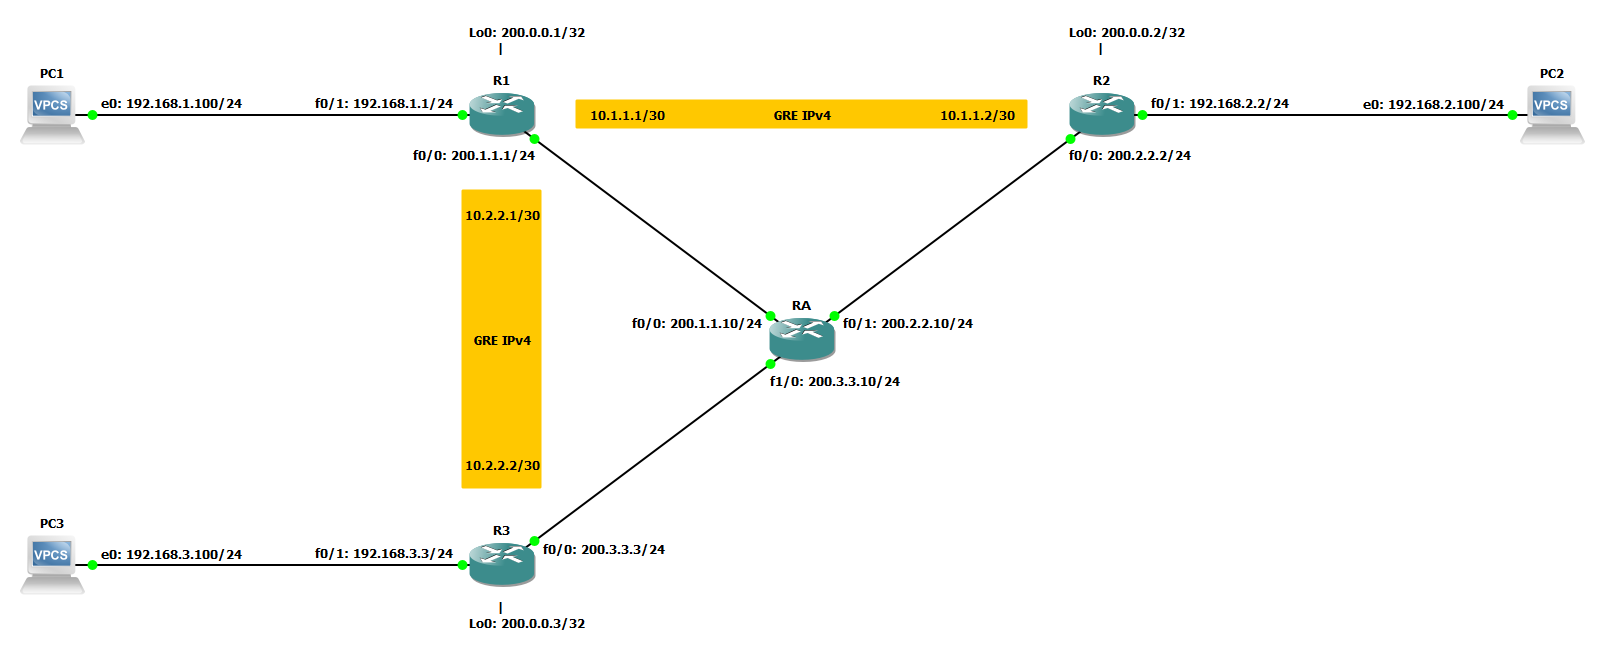 Lo0: 200.0.0.1/32
Lo0: 200.0.0.2/32
PC1
R1
R2
PC2
VPCS
e0: 192.168.1.100/24
f0/1: 192.168.1.1/24
10.1.1.1/30
GRE IPv4
10.1.1.2/30
f0/1: 192.168.2.2/24
e0: 192.168.2.100/24
VPCS
f0/0: 200.1.1.1/24
f0/0: 200.2.2.2/24
10.2.2.1/30
GRE IPv4
10.2.2.2/30
RA
f0/0: 200.1.1.10/24
f0/1: 200.2.2.10/24
f1/0: 200.3.3.10/24
PC3
R3
VPCS
e0: 192.168.3.100/24
f0/1: 192.168.3.3/24
f0/0: 200.3.3.3/24
Lo0: 200.0.0.3/32